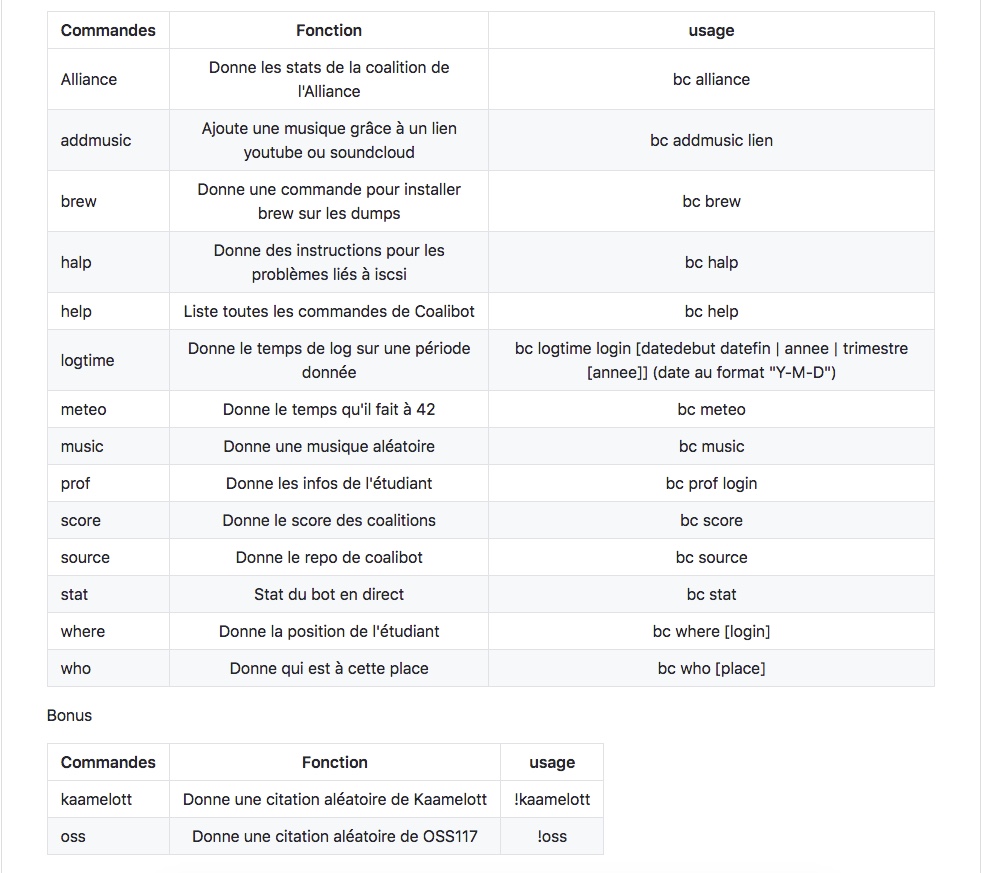 Commandes Fonction usage
Alliance Donne les stats de la coalition de bc alliance
l'Alliance
addmusic Ajoute une musique grâce à un lien bc addmusic lien
youtube ou soundcloud
brew Donne une commande pour installer bc brew
brew sur les dumps
halp Donne des instructions pour les bc halp
problèmes liés à iscsi
help Liste toutes les commandes de Coalibot bc help
logtime Donne le temps de log sur une période bc logtime login [datedebut datefin | annee | trimestre
donnée [annee]] (date au format "Y-M-D")
meteo Donne le temps qu'il fait à 42 bc meteo
music Donne une musique aléatoire bc music
prof Donne les infos de l'étudiant bc prof login
score Donne le score des coalitions bc score
source Donne le repo de coalibot bc source
stat Stat du bot en direct bc stat
where Donne la position de l'étudiant bc where [login]
who Donne qui est à cette place bc who [place]
Bonus
Commandes Fonction usage
kaamelott Donne une citation aléatoire de Kaamelott !kaamelott
oss Donne une citation aléatoire de OSS117 !oss